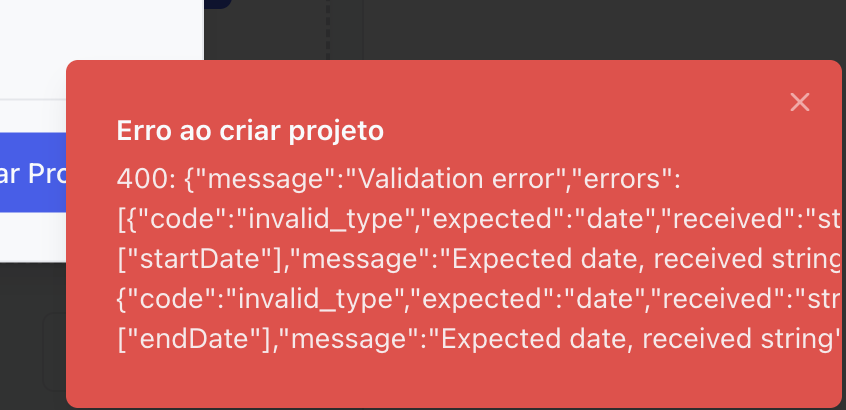 Erro ao criar projeto
400: {"message":"Validation error","errors":
[{"code":"invalid_type","expected":"date","received":"st
["startDate"],"message":"Expected date, received string
{"code":"invalid_type","expected":"date","received":"str
["endDate"],"message":"Expected date, received string"
ar Pro